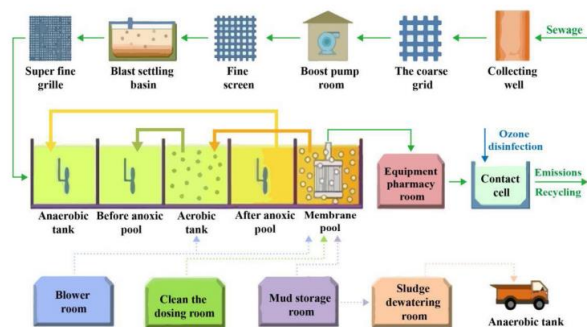 Sewage
Super fine
grille
Blast settling
basin
Fine
screen
Boost pump
room
The coarse
grid
Collecting
well
Ozone
disinfection
Equipment
pharmacy
room
Contact
cell
Emissions
Recycling
Anaerobic
tank
Before anoxic
pool
Aerobic
tank
After anoxic
pool
Membrane
pool
Blower
room
Clean the
dosing room
Mud storage
room
Sludge
dewatering
room
Anaerobic tank